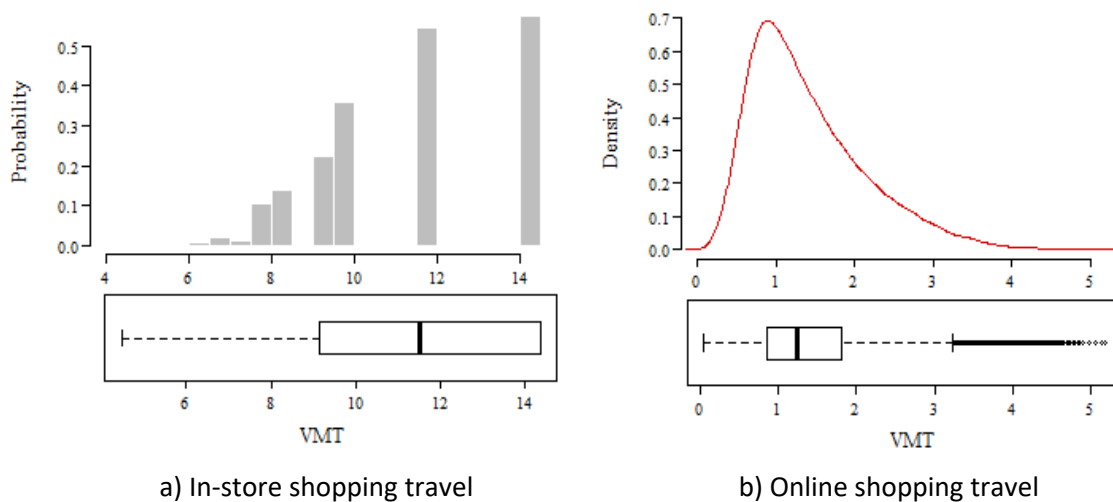 Probability
0.5
0.4
0.3
0.2
0.1
0.0
4 6 8 10 12 14
6 8 10 12 14
VMT
a) In-store shopping travel
Density
0.7
0.6
0.5
0.4
0.3
0.2
0.1
0.0
0 1 2 3 4 5
0 1 2 3 4 5
VMT
b) Online shopping travel